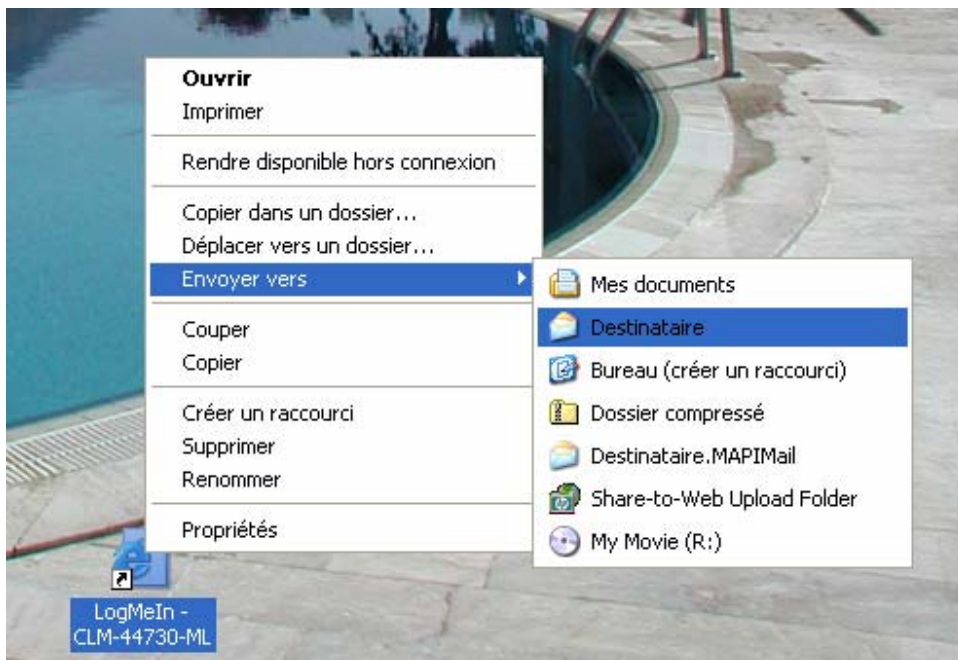 Ouvrir
Imprimer
Rendre disponible hors connexion
Copier dans un dossier...
Déplacer vers un dossier...
Envoyer vers
Couper
Copier
Créer un raccourci
Supprimer
Renommer
Propriétés
Mes documents
Destinataire
Bureau (créer un raccourci)
Dossier compressé
Destinataire.MAPIMail
Share-to-Web Upload Folder
My Movie (R:)
LogMeIn -
CLM-44730-ML